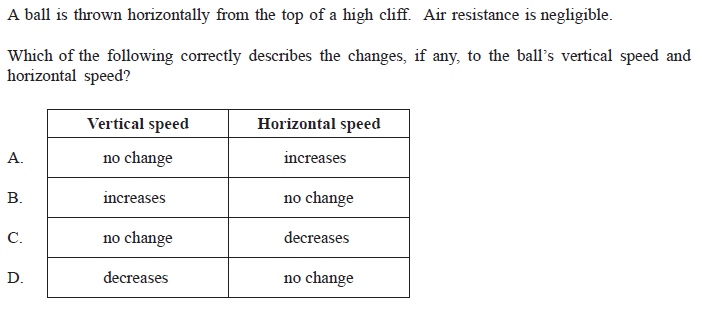 A ball is thrown horizontally from the top of a high cliff. Air resistance is negligible.
Which of the following correctly describes the changes, if any, to the ball's vertical speed and
horizontal speed?
Vertical speed Horizontal speed
A. no change increases
B. increases no change
C. no change decreases
D. decreases no change